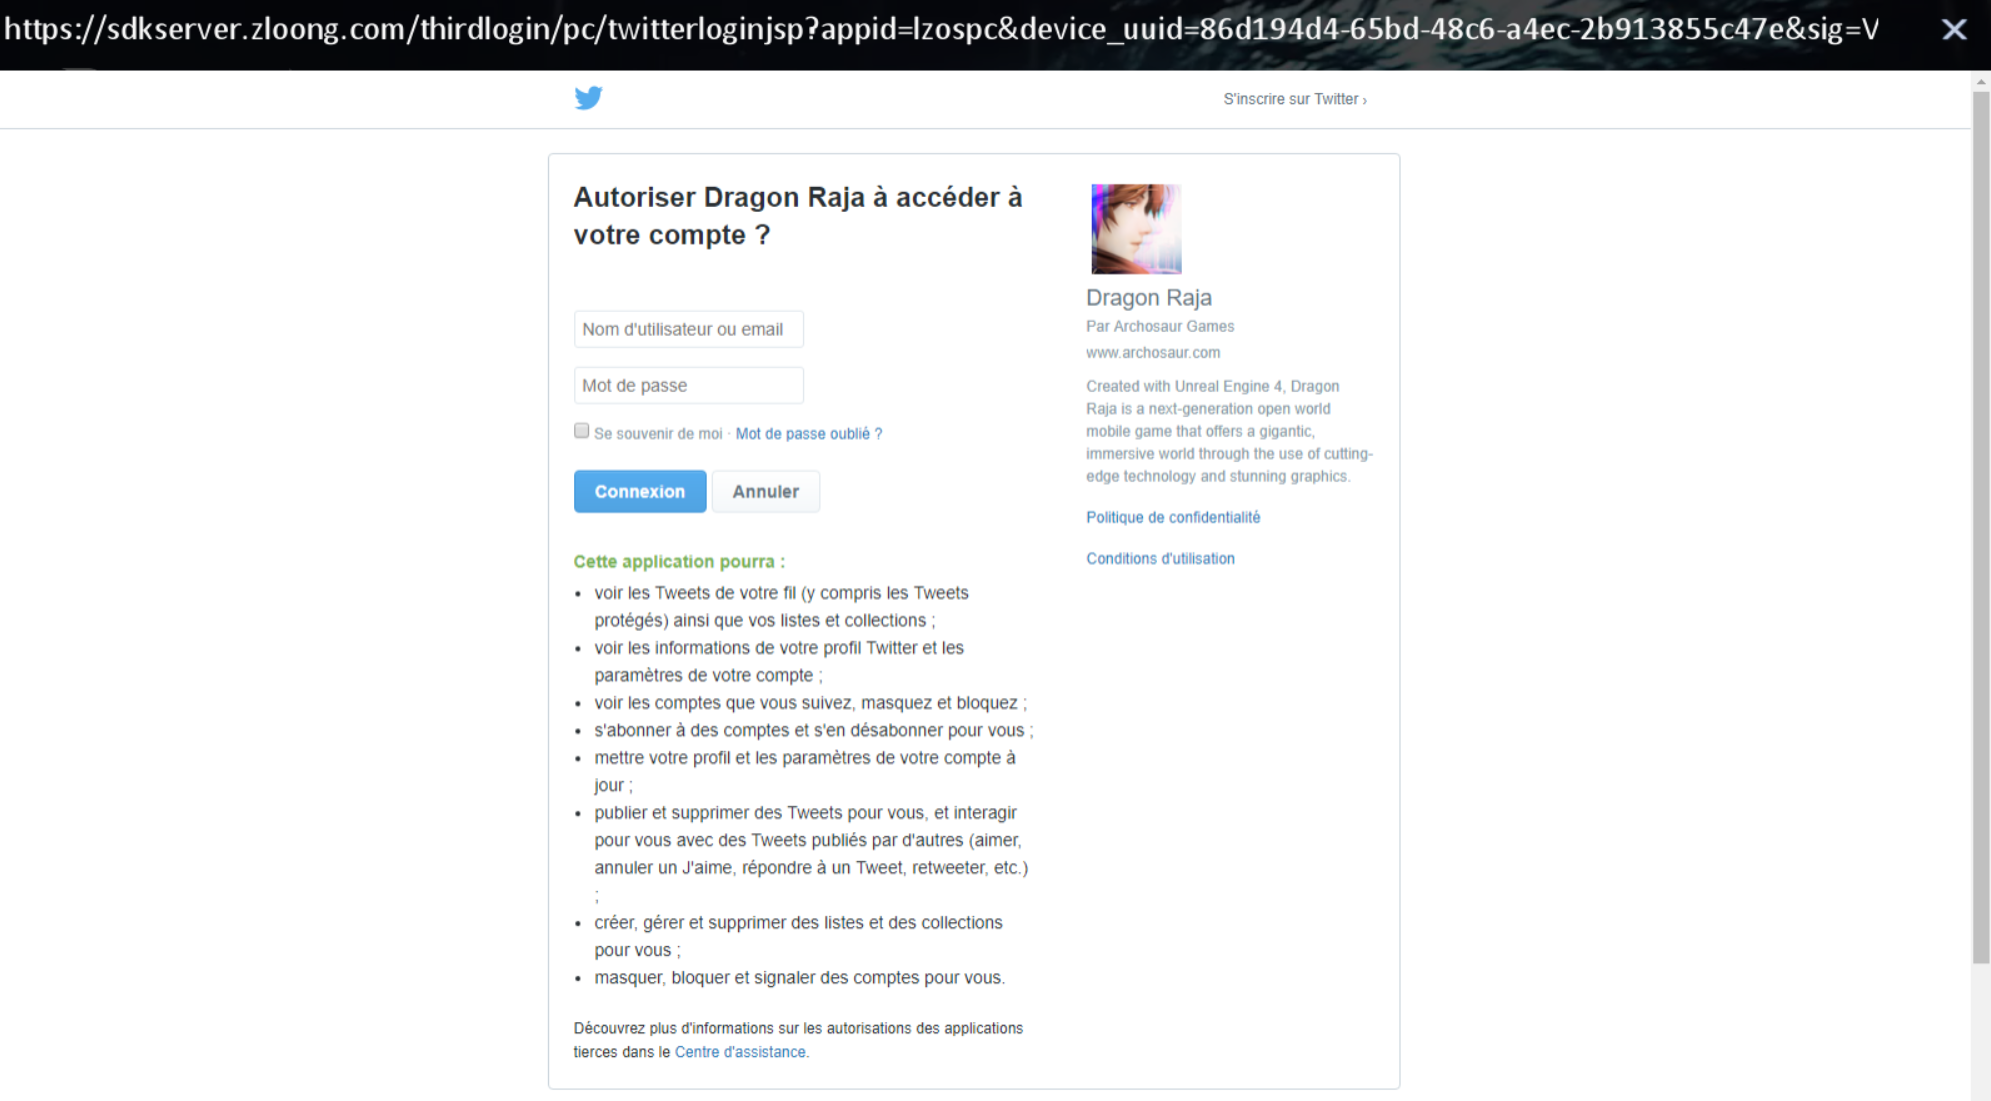 https://sdkserver.zloong.com/thirdlogin/pc/twitterloginjsp?appid=lzospc&device_uuid=86d194d4-65bd-48c6-a4ec-2b913855c47e&sig=V
S'inscrire sur Twitter ›
Autoriser Dragon Raja à accéder à
votre compte ?
Nom d'utilisateur ou email
Mot de passe
Se souvenir de moi · Mot de passe oublié ?
Connexion Annuler
Cette application pourra :
• voir les Tweets de votre fil (y compris les Tweets
protégés) ainsi que vos listes et collections ;
• voir les informations de votre profil Twitter et les
paramètres de votre compte ;
• voir les comptes que vous suivez, masquez et bloquez ;
• s'abonner à des comptes et s'en désabonner pour vous ;
• mettre votre profil et les paramètres de votre compte à
jour ;
• publier et supprimer des Tweets pour vous, et interagir
pour vous avec des Tweets publiés par d'autres (aimer,
annuler un J'aime, répondre à un Tweet, retweeter, etc.)
;
• créer, gérer et supprimer des listes et des collections
pour vous ;
• masquer, bloquer et signaler des comptes pour vous.
Découvrez plus d'informations sur les autorisations des applications
tierces dans le Centre d'assistance.
Dragon Raja
Par Archosaur Games
www.archosaur.com
Created with Unreal Engine 4, Dragon
Raja is a next-generation open world
mobile game that offers a gigantic,
immersive world through the use of cutting-
edge technology and stunning graphics.
Politique de confidentialité
Conditions d'utilisation